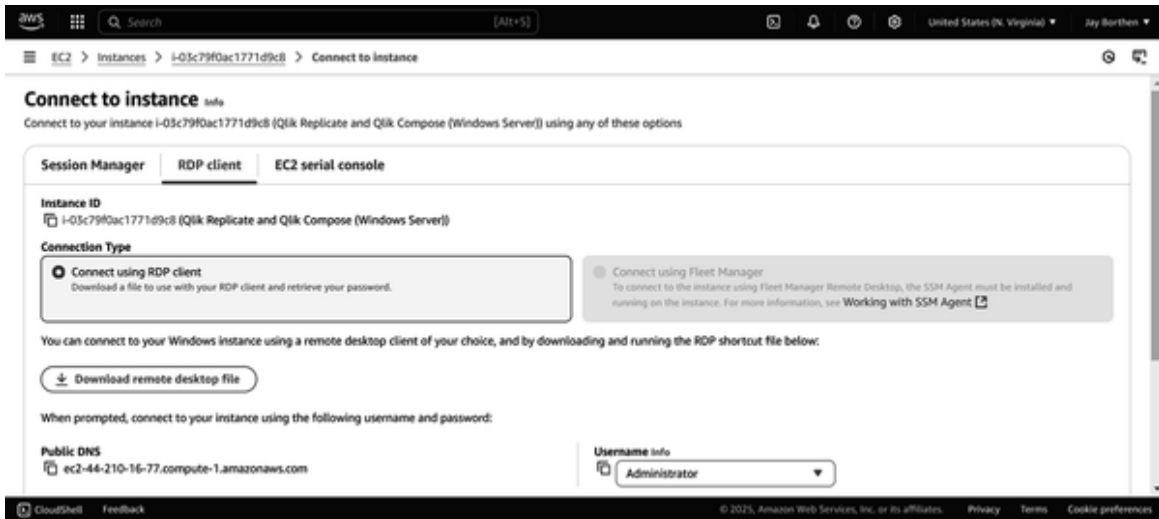 aws
Search [Alt+S] United States (N. Virginia) Jay Borthen
EC2 > Instances > i-03c79f0ac1771d9c8 > Connect to instance
Connect to instance Info
Connect to your instance i-03c79f0ac1771d9c8 (Qlik Replicate and Qlik Compose (Windows Server)) using any of these options
Session Manager RDP client EC2 serial console
Instance ID
i-03c79f0ac1771d9c8 (Qlik Replicate and Qlik Compose (Windows Server))
Connection Type
Connect using RDP client
Download a file to use with your RDP client and retrieve your password.
Connect using Fleet Manager
To connect to the instance using Fleet Manager Remote Desktop, the SSM Agent must be installed and
running on the instance. For more information, see Working with SSM Agent
You can connect to your Windows instance using a remote desktop client of your choice, and by downloading and running the RDP shortcut file below:
Download remote desktop file
When prompted, connect to your instance using the following username and password:
Public DNS
ec2-44-210-16-77.compute-1.amazonaws.com
Username Info
Administrator
CloudShell Feedback © 2025, Amazon Web Services, Inc. or its affiliates. Privacy Terms Cookie preferences